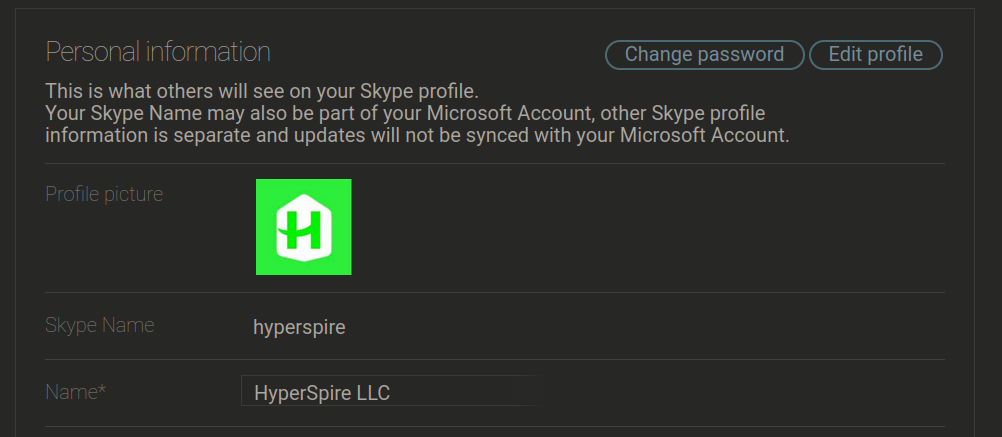 Personal information
Change password
Edit profile
This is what others will see on your Skype profile.
Your Skype Name may also be part of your Microsoft Account, other Skype profile
information is separate and updates will not be synced with your Microsoft Account.
Profile picture
H
Skype Name
hyperspire
Name*
HyperSpire LLC